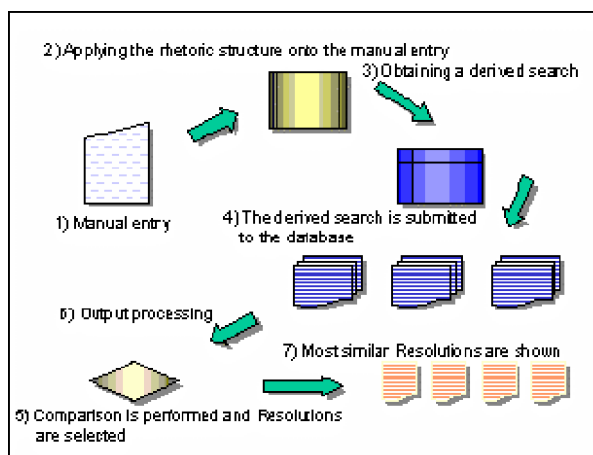 2) Applying the rhetoric structure onto the manual entry
3) Obtaining a derived search
1) Manual entry
4) The derived search is submitted
to the database
6) Output processing
7) Most similar Resolutions are shown
5) Comparison is performed and Resolutions
are selected